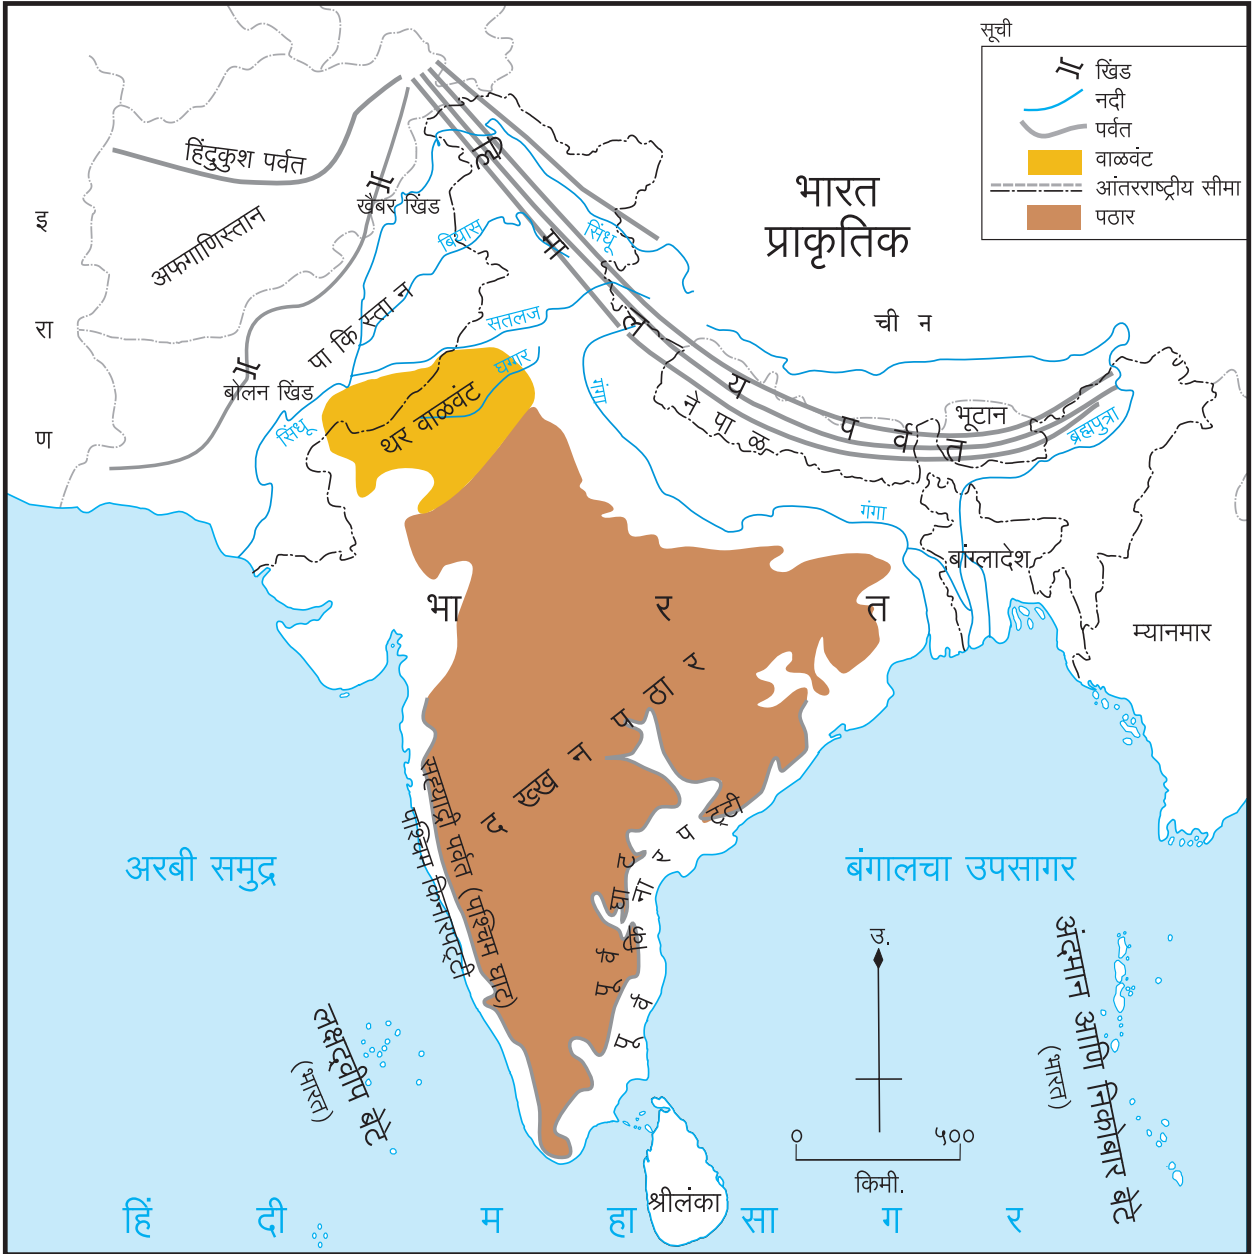 सूची
खिंड
नदी
पर्वत
वाळवंट
आंतरराष्ट्रीय सीमा
पठार
भारत
प्राकृतिक
हिंदुकुश पर्वत
खैबर खिंड
अफगाणिस्तान
इराण
पाकिस्तान
बोलन खिंड
बियास
सिंधू
सतलज
घग्गर
सिंधू
थर वाळवंट
हिमालय पर्वत
चीन
गंगा
नेपाळ
भूटान
ब्रह्मपुत्रा
गंगा
बांग्लादेश
म्यानमार
भारत
दख्खन पठार
सह्याद्री पर्वत (पश्चिम घाट)
पश्चिम किनारपट्टी
पूर्व घाट
पूर्व किनारपट्टी
अरबी समुद्र
बंगालचा उपसागर
लक्षद्वीप बेटे
(भारत)
अंदमान आणि निकोबार बेटे
(भारत)
उ.
० ५००
किमी.
श्रीलंका
हिंदी महासागर